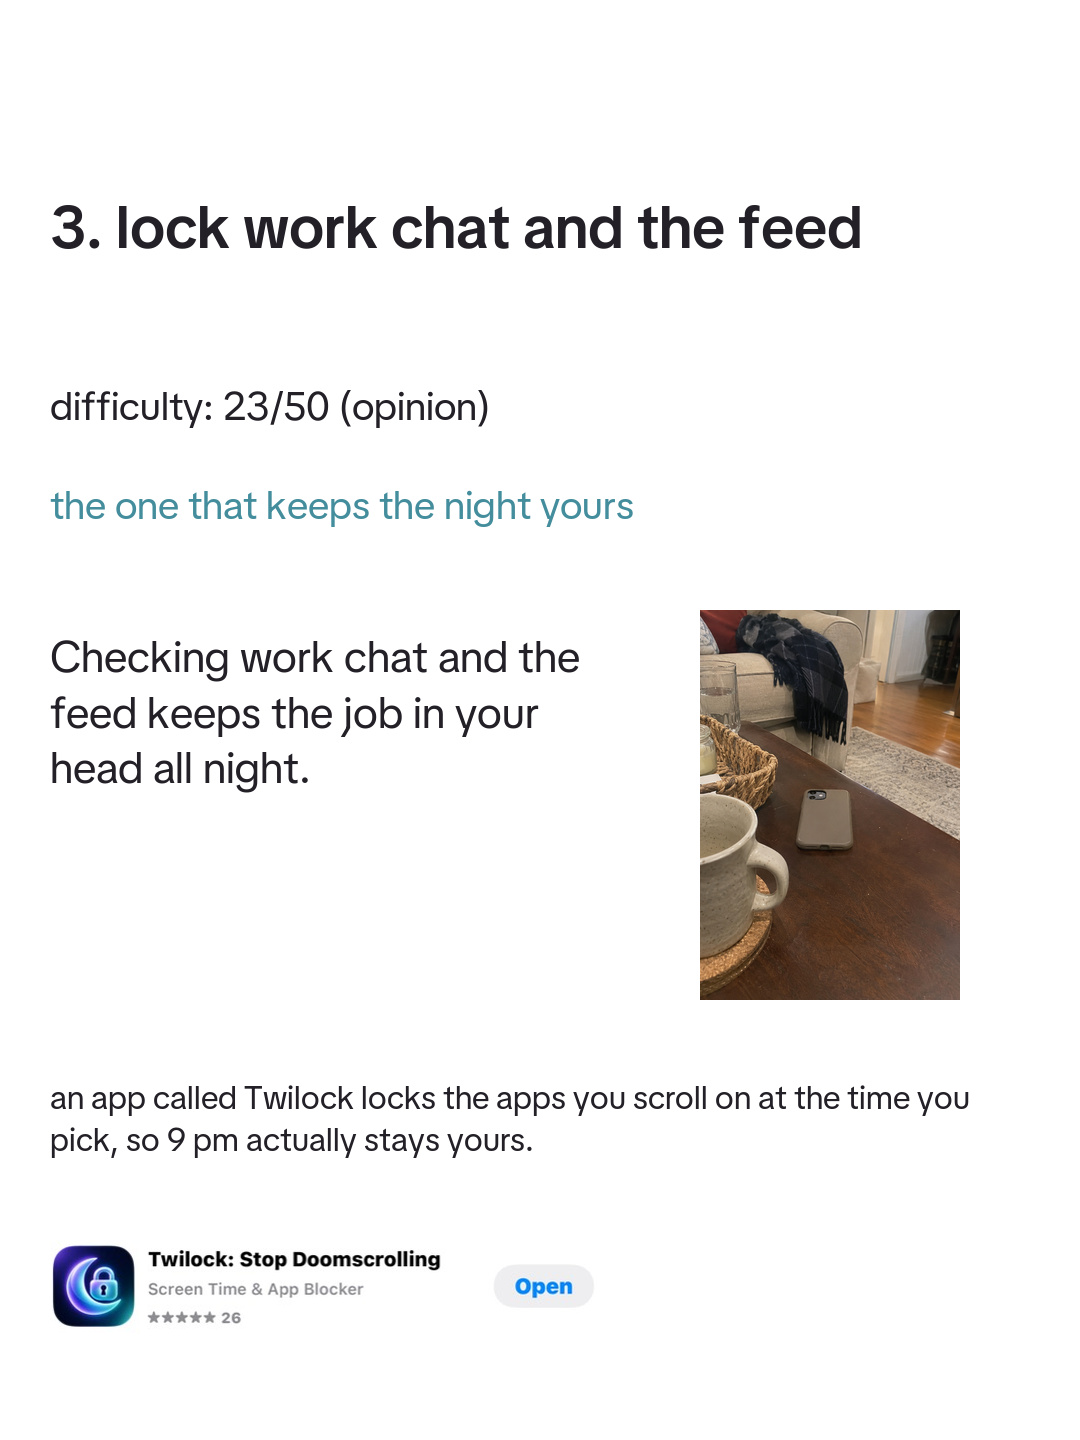 3. lock work chat and the feed
difficulty: 23/50 (opinion)
the one that keeps the night yours
Checking work chat and the
feed keeps the job in your
head all night.
an app called Twilock locks the apps you scroll on at the time you
pick, so 9 pm actually stays yours.
Twilock: Stop Doomscrolling
Screen Time & App Blocker
★★★★★ 26
Open